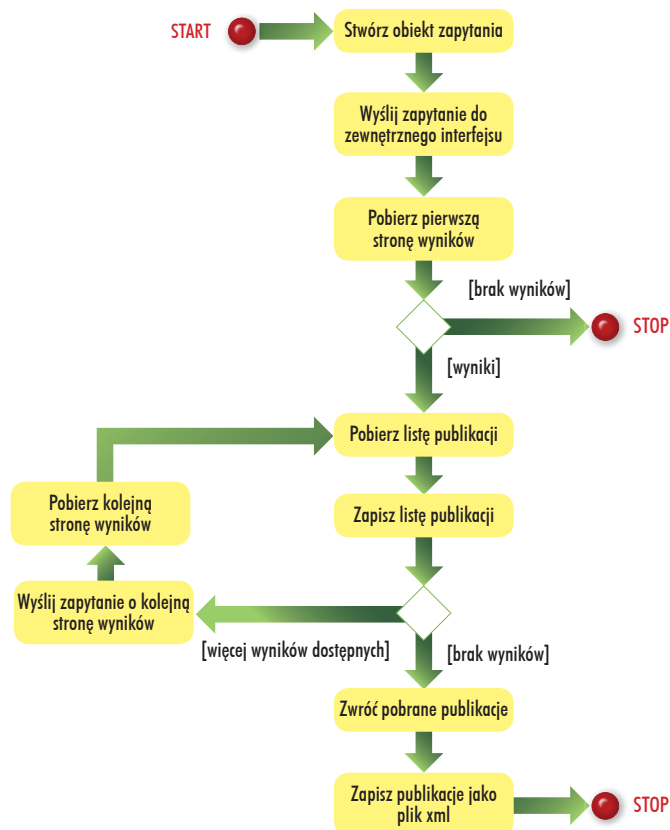 START
Stwórz obiekt zapytania
Wyślij zapytanie do
zewnętrznego interfejsu
Pobierz pierwszą
stronę wyników
[brak wyników]
STOP
[wyniki]
Pobierz listę publikacji
Pobierz kolejną
stronę wyników
Zapisz listę publikacji
Wyślij zapytanie o kolejną
stronę wyników
[więcej wyników dostępnych]
[brak wyników]
Zwróć pobrane publikacje
Zapisz publikacje jako
plik xml
STOP